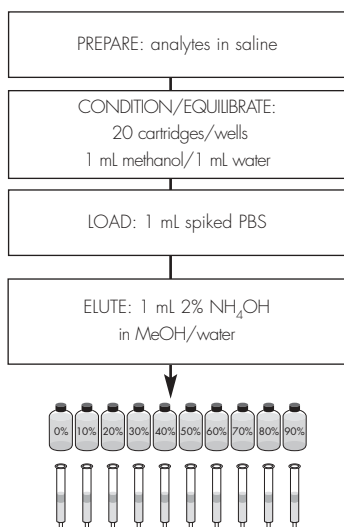 PREPARE: analytes in saline
CONDITION/EQUILIBRATE:
20 cartridges/wells
1 mL methanol/1 mL water
LOAD: 1 mL spiked PBS
ELUTE: 1 mL 2% NH₄OH
in MeOH/water
0% 10% 20% 30% 40% 50% 60% 70% 80% 90%